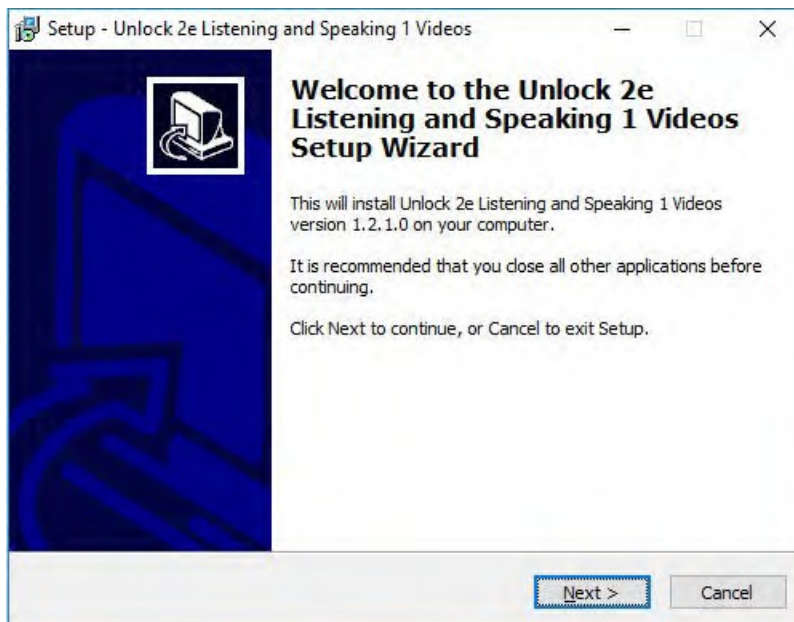 Setup - Unlock 2e Listening and Speaking 1 Videos
Welcome to the Unlock 2e
Listening and Speaking 1 Videos
Setup Wizard
This will install Unlock 2e Listening and Speaking 1 Videos
version 1.2.1.0 on your computer.
It is recommended that you close all other applications before
continuing.
Click Next to continue, or Cancel to exit Setup.
Next >
Cancel